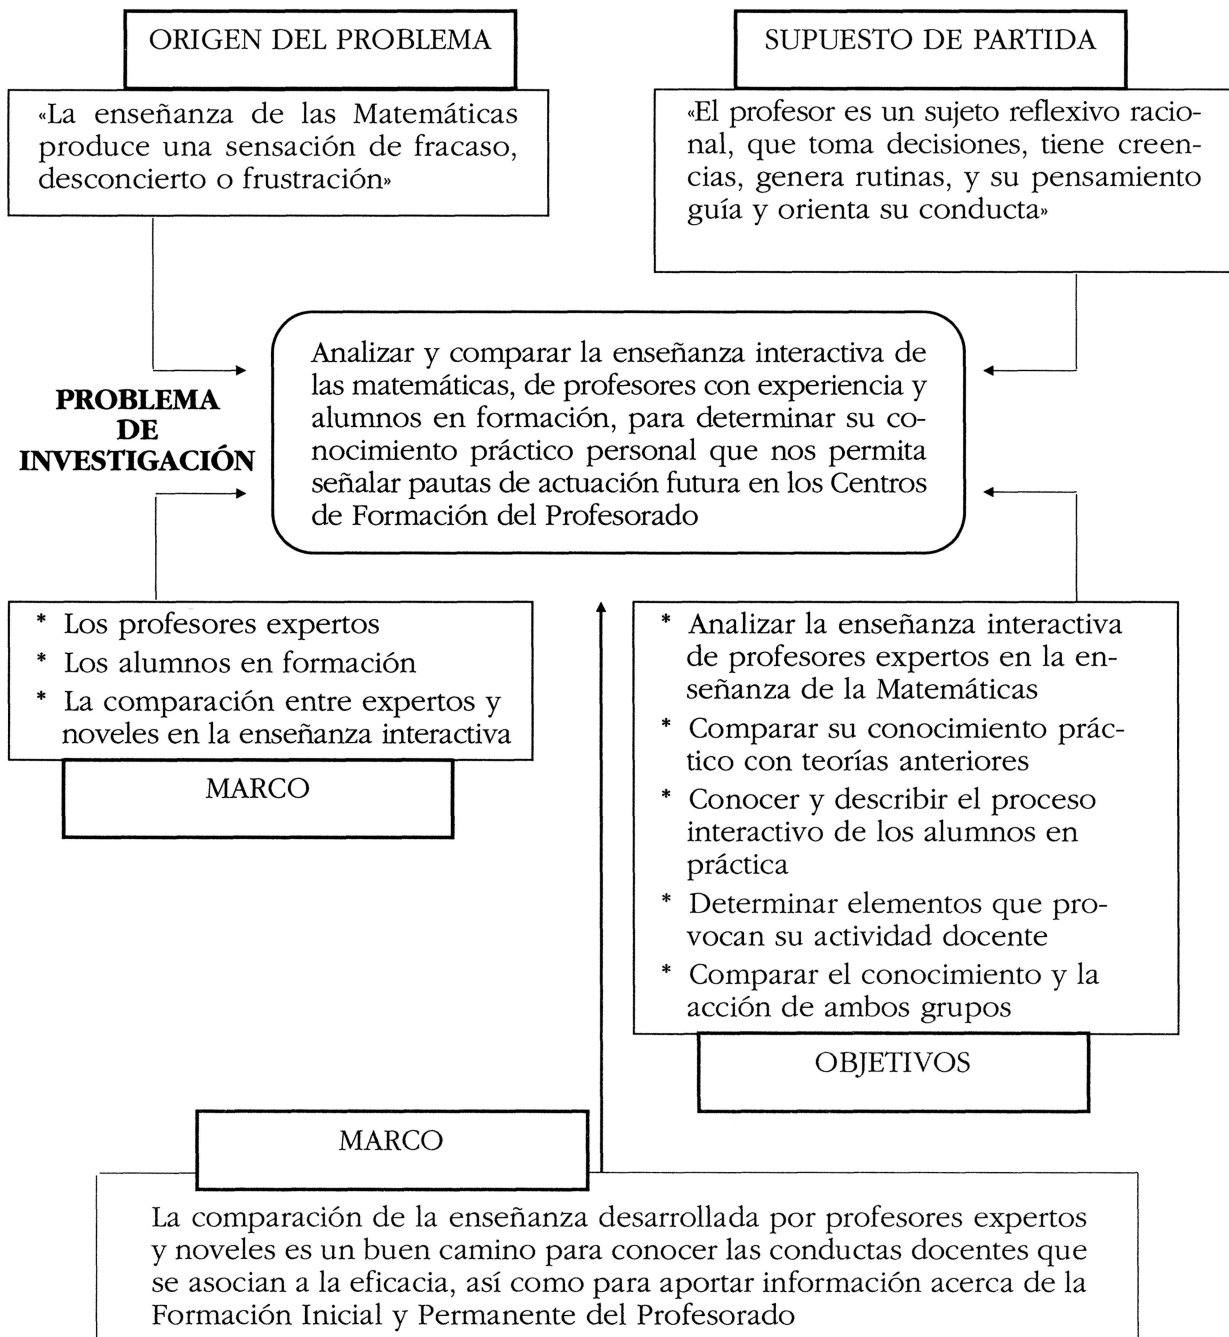 ORIGEN DEL PROBLEMA
«La enseñanza de las Matemáticas
produce una sensación de fracaso,
desconcierto o frustración»
SUPUESTO DE PARTIDA
«El profesor es un sujeto reflexivo racio-
nal, que toma decisiones, tiene creen-
cias, genera rutinas, y su pensamiento
guía y orienta su conducta»
PROBLEMA
DE
INVESTIGACIÓN
Analizar y comparar la enseñanza interactiva de
las matemáticas, de profesores con experiencia y
alumnos en formación, para determinar su co-
nocimiento práctico personal que nos permita
señalar pautas de actuación futura en los Centros
de Formación del Profesorado
* Los profesores expertos
* Los alumnos en formación
* La comparación entre expertos y
noveles en la enseñanza interactiva
MARCO
* Analizar la enseñanza interactiva
de profesores expertos en la en-
señanza de la Matemáticas
* Comparar su conocimiento prác-
tico con teorías anteriores
* Conocer y describir el proceso
interactivo de los alumnos en
práctica
* Determinar elementos que pro-
vocan su actividad docente
* Comparar el conocimiento y la
acción de ambos grupos
OBJETIVOS
MARCO
La comparación de la enseñanza desarrollada por profesores expertos
y noveles es un buen camino para conocer las conductas docentes que
se asocian a la eficacia, así como para aportar información acerca de la
Formación Inicial y Permanente del Profesorado